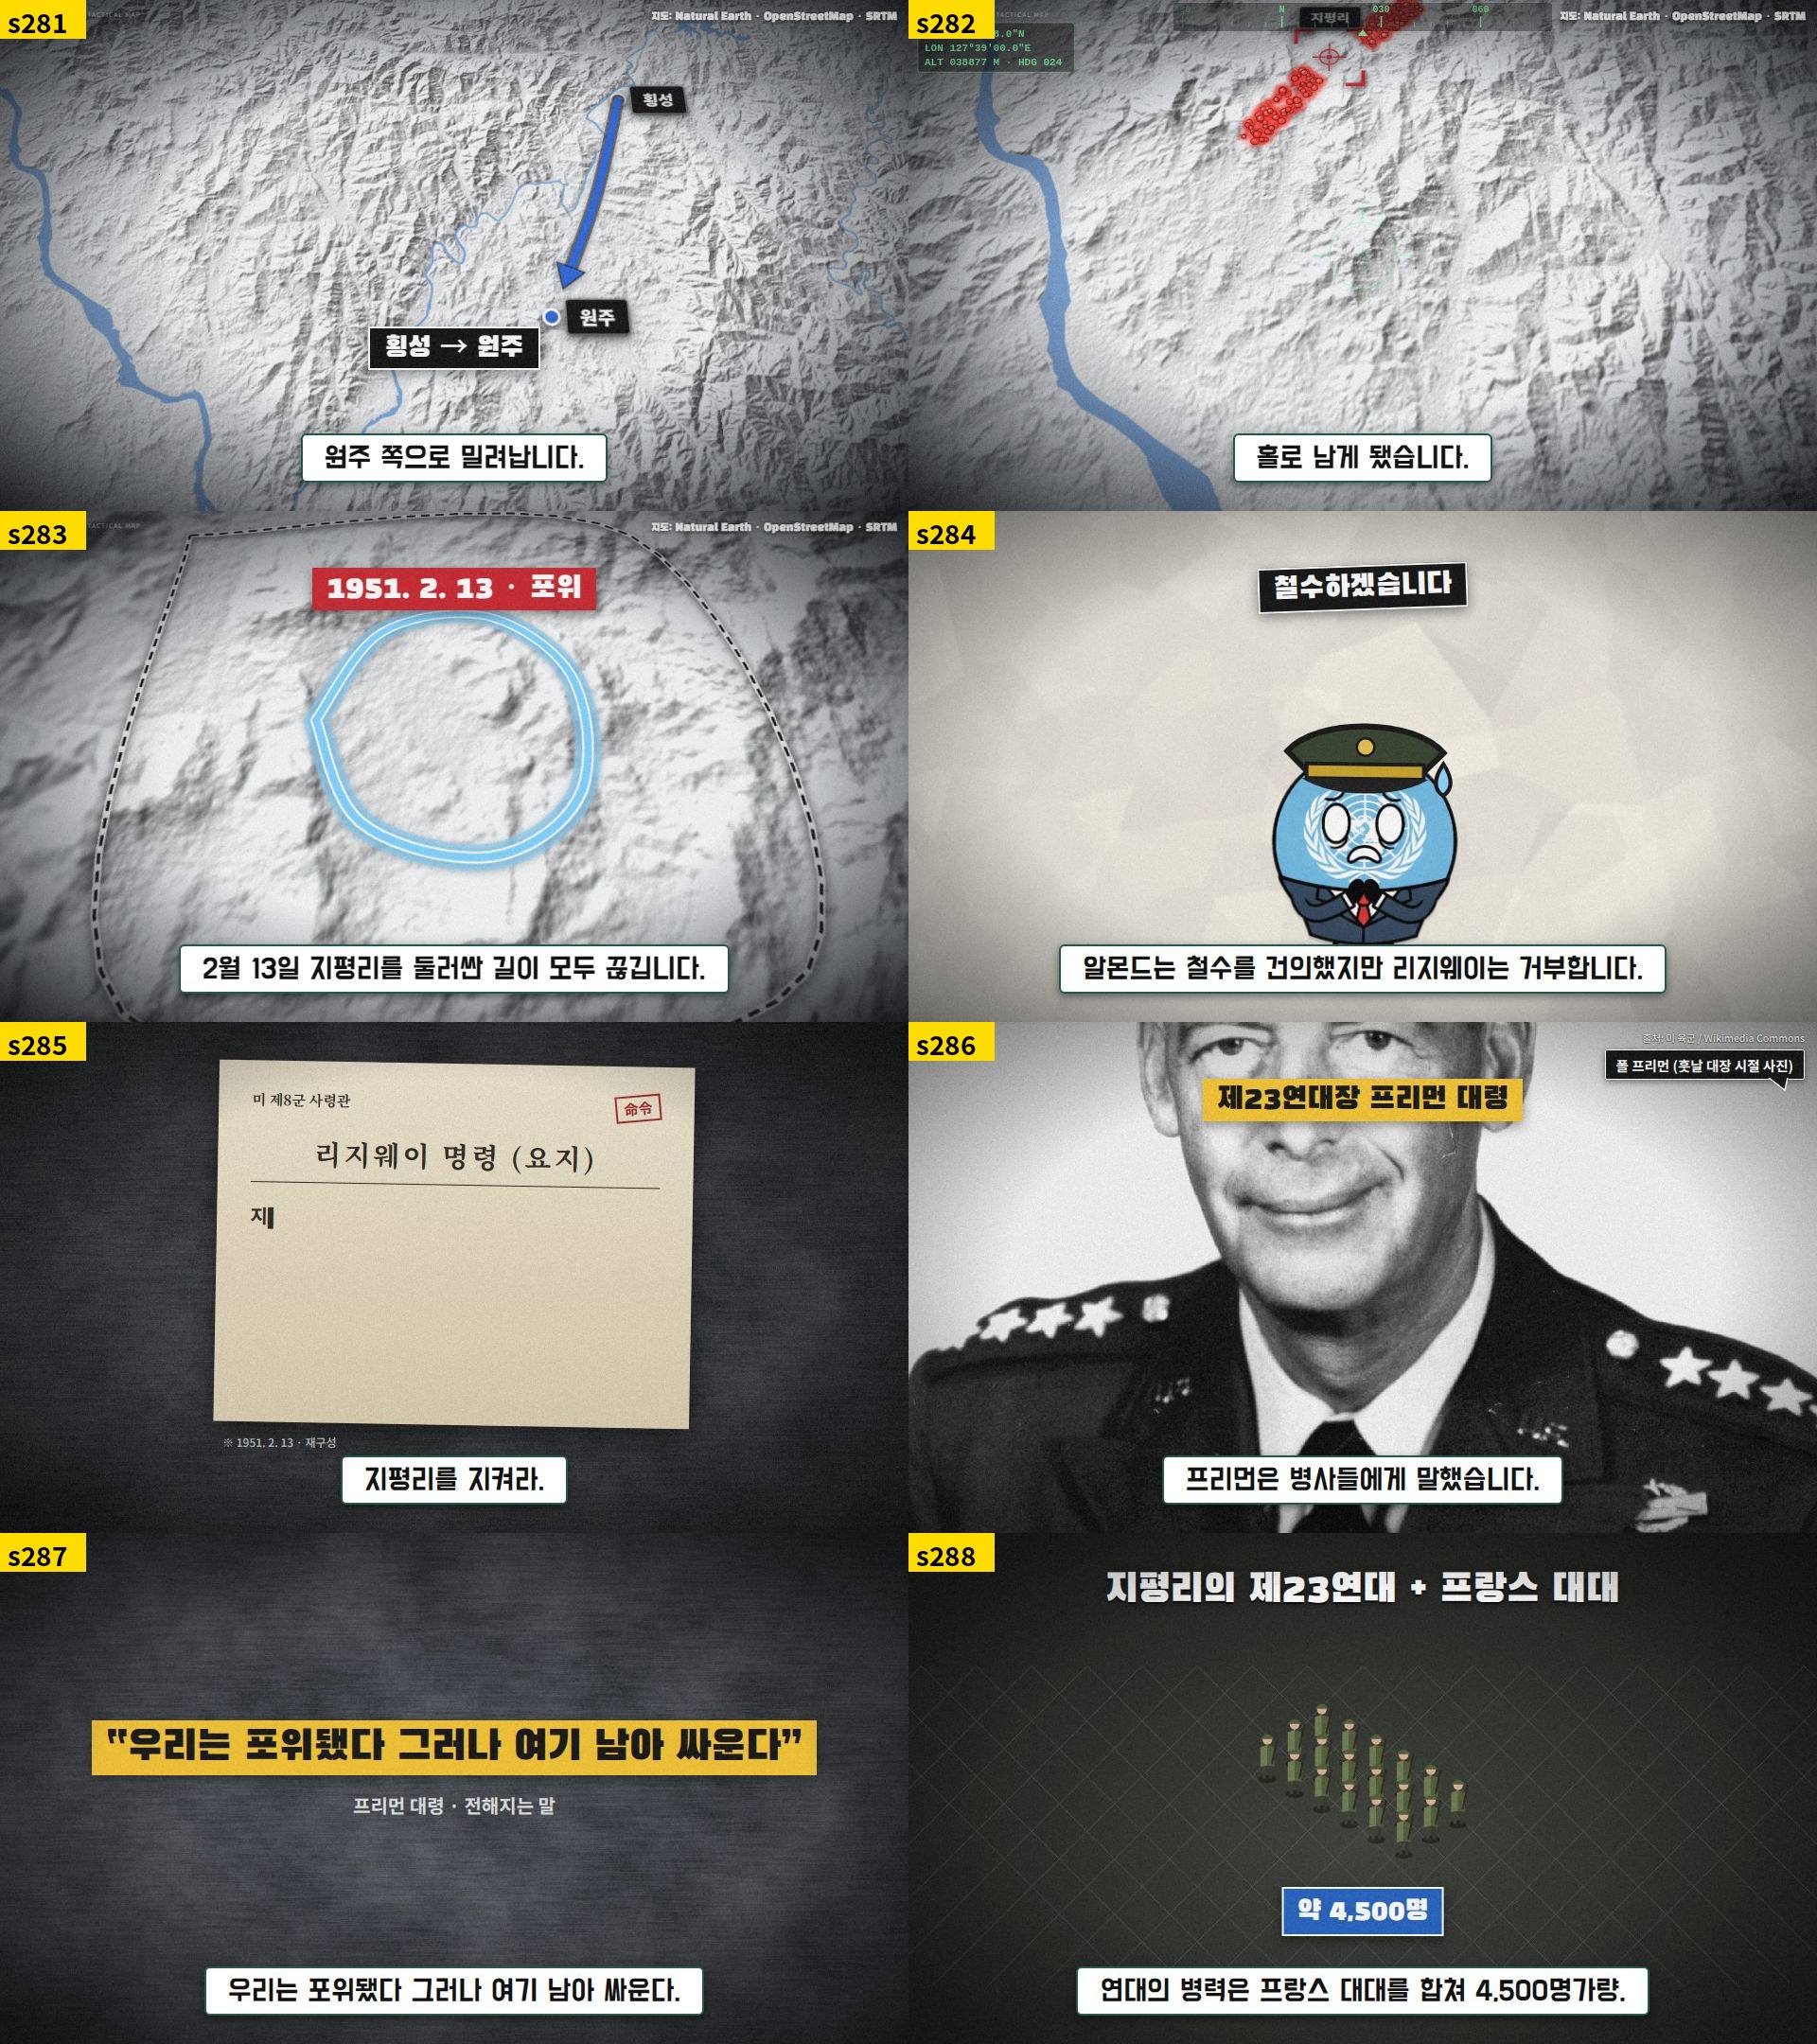 s281
TACTICAL MAP
지도: Natural Earth · OpenStreetMap · SRTM
횡성
원주
횡성 → 원주
원주 쪽으로 밀려납니다.
s282
TACTICAL MAP
N
지평리
030
060
지도: Natural Earth · OpenStreetMap · SRTM
LON 127°39'00.0"E
ALT 038877 M · HDG 024
홀로 남게 됐습니다.
s283
TACTICAL MAP
지도: Natural Earth · OpenStreetMap · SRTM
1951. 2. 13 · 포위
2월 13일 지평리를 둘러싼 길이 모두 끊깁니다.
s284
철수하겠습니다
알몬드는 철수를 건의했지만 리지웨이는 거부합니다.
s285
미 제8군 사령관
命令
리지웨이 명령 (요지)
지
※ 1951. 2. 13 · 재구성
지평리를 지켜라.
s286
출처: 미 육군 / Wikimedia Commons
폴 프리먼 (훗날 대장 시절 사진)
제23연대장 프리먼 대령
프리먼은 병사들에게 말했습니다.
s287
“우리는 포위됐다 그러나 여기 남아 싸운다”
프리먼 대령 · 전해지는 말
우리는 포위됐다 그러나 여기 남아 싸운다.
s288
지평리의 제23연대 + 프랑스 대대
약 4,500명
연대의 병력은 프랑스 대대를 합쳐 4,500명가량.